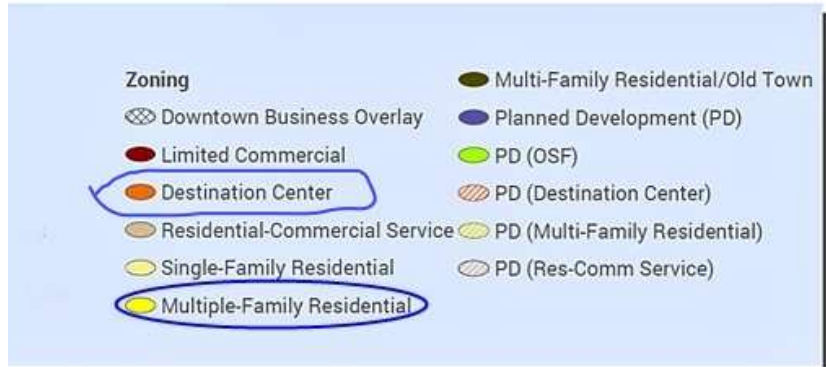 Zoning
Downtown Business Overlay
Limited Commercial
Destination Center
Residential-Commercial Service
Single-Family Residential
Multiple-Family Residential
Multi-Family Residential/Old Town
Planned Development (PD)
PD (OSF)
PD (Destination Center)
PD (Multi-Family Residential)
PD (Res-Comm Service)